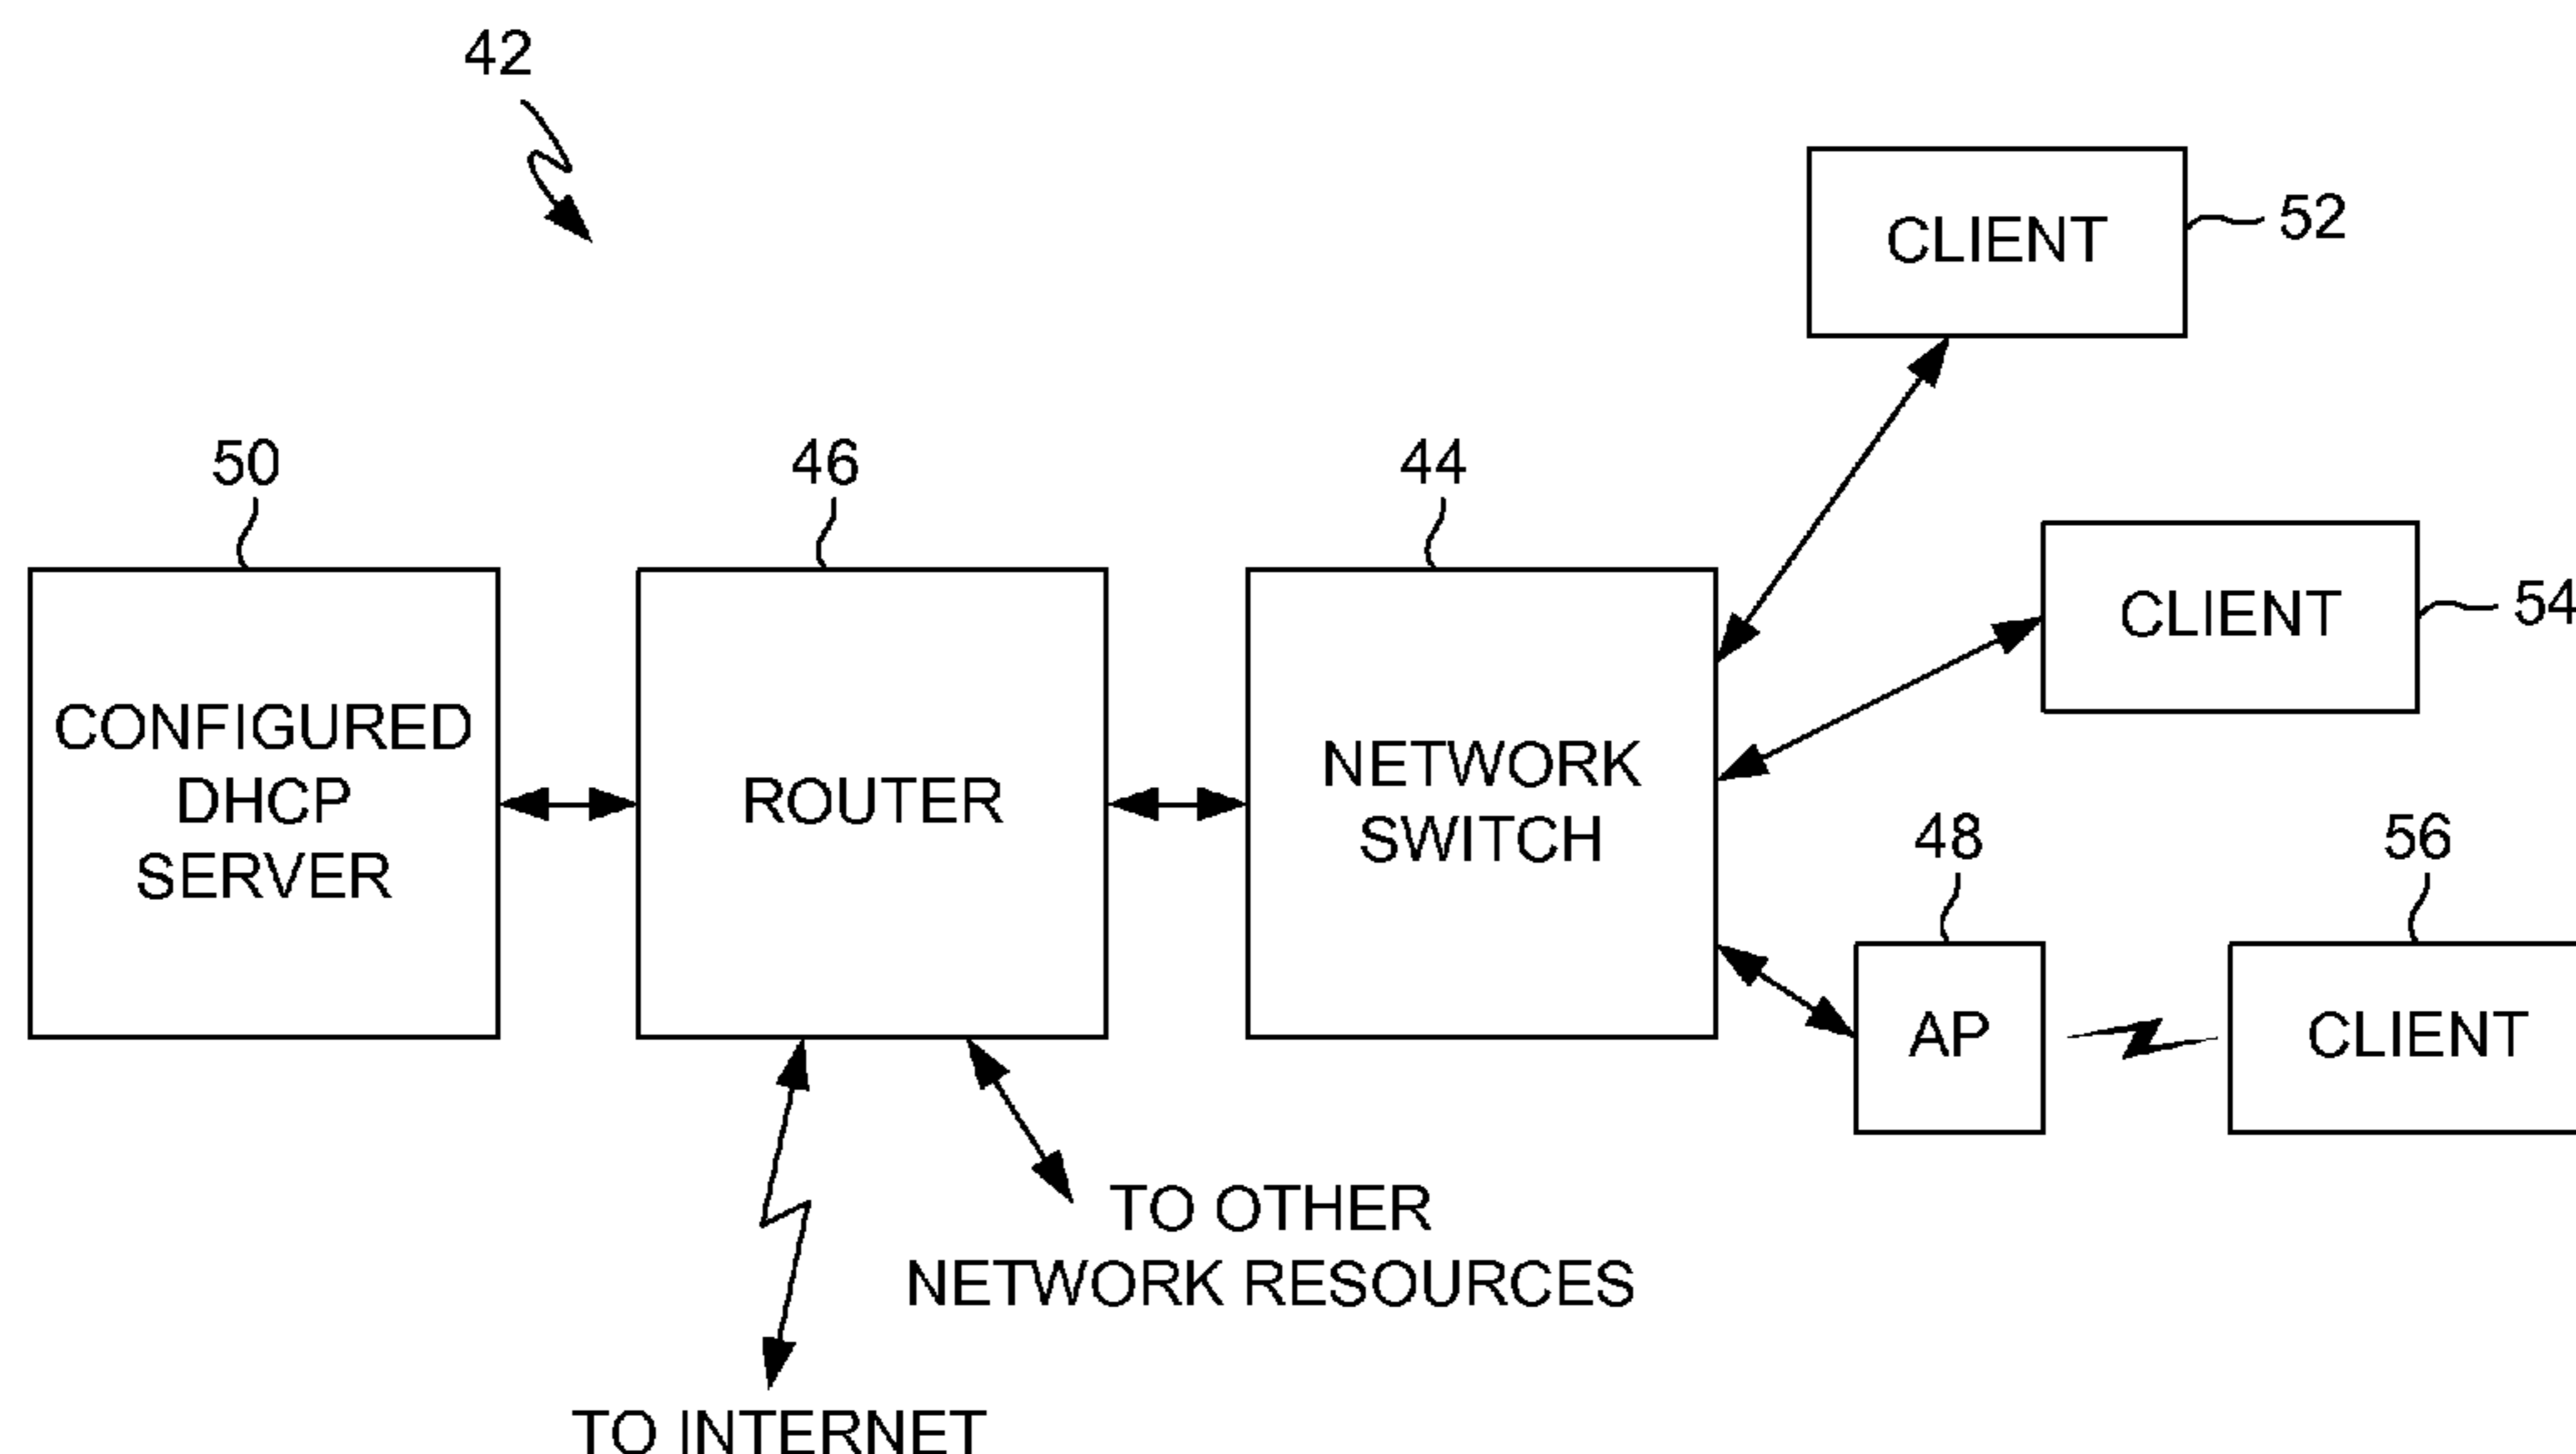 42
CLIENT
52
50
46
44
CLIENT
54
CONFIGURED
DHCP
SERVER
ROUTER
NETWORK
SWITCH
48
56
AP
CLIENT
TO OTHER
NETWORK RESOURCES
TO INTERNET